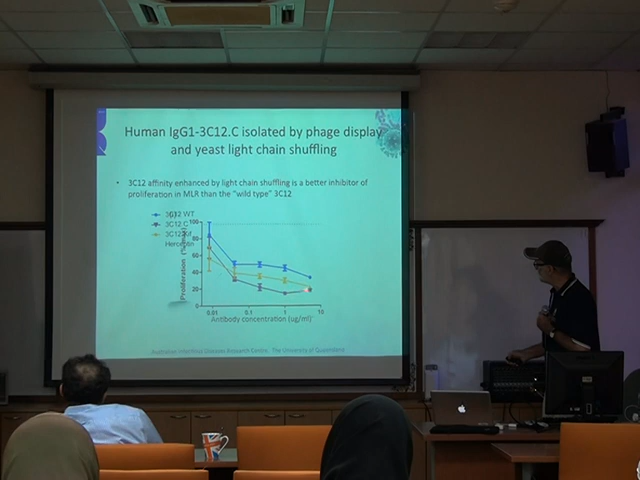 Human IgG1-3C12.C isolated by phage display
and yeast light chain shuffling
• 3C12 affinity enhanced by light chain shuffling is a better inhibitor of
proliferation in MLR than the "wild type" 3C12
3C12 WT
3C12 C
3C12
Herceptin
Proliferation
100
80
60
40
20
0
0.01 0.1 1 10
Antibody concentration (ug/ml)
Australian Infectious Diseases Research Centre, The University of Queensland